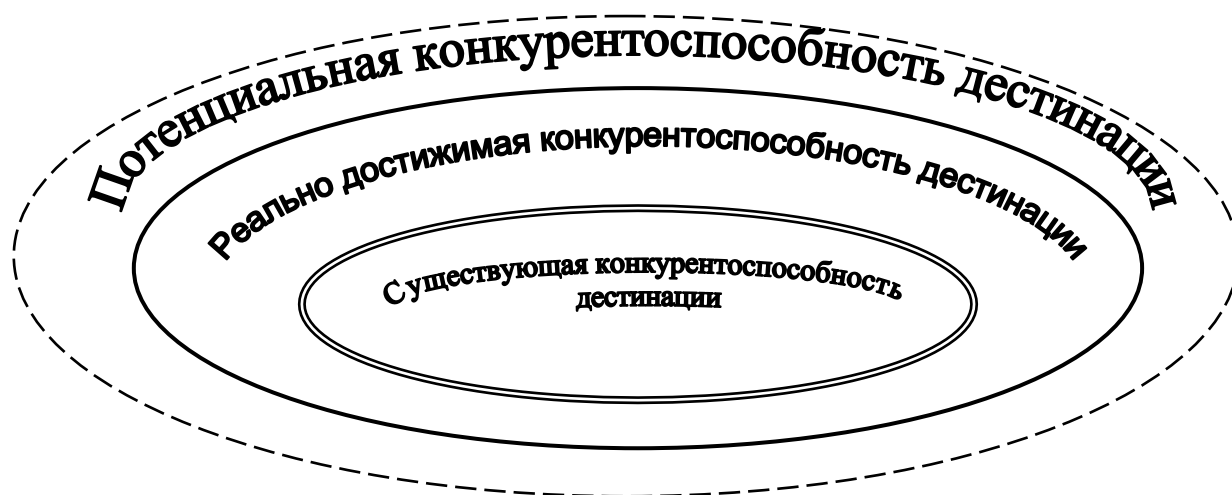 Потенциальная конкурентоспособность дестинации
Реально достижимая конкурентоспособность дестинации
Существующая конкурентоспособность
дестинации